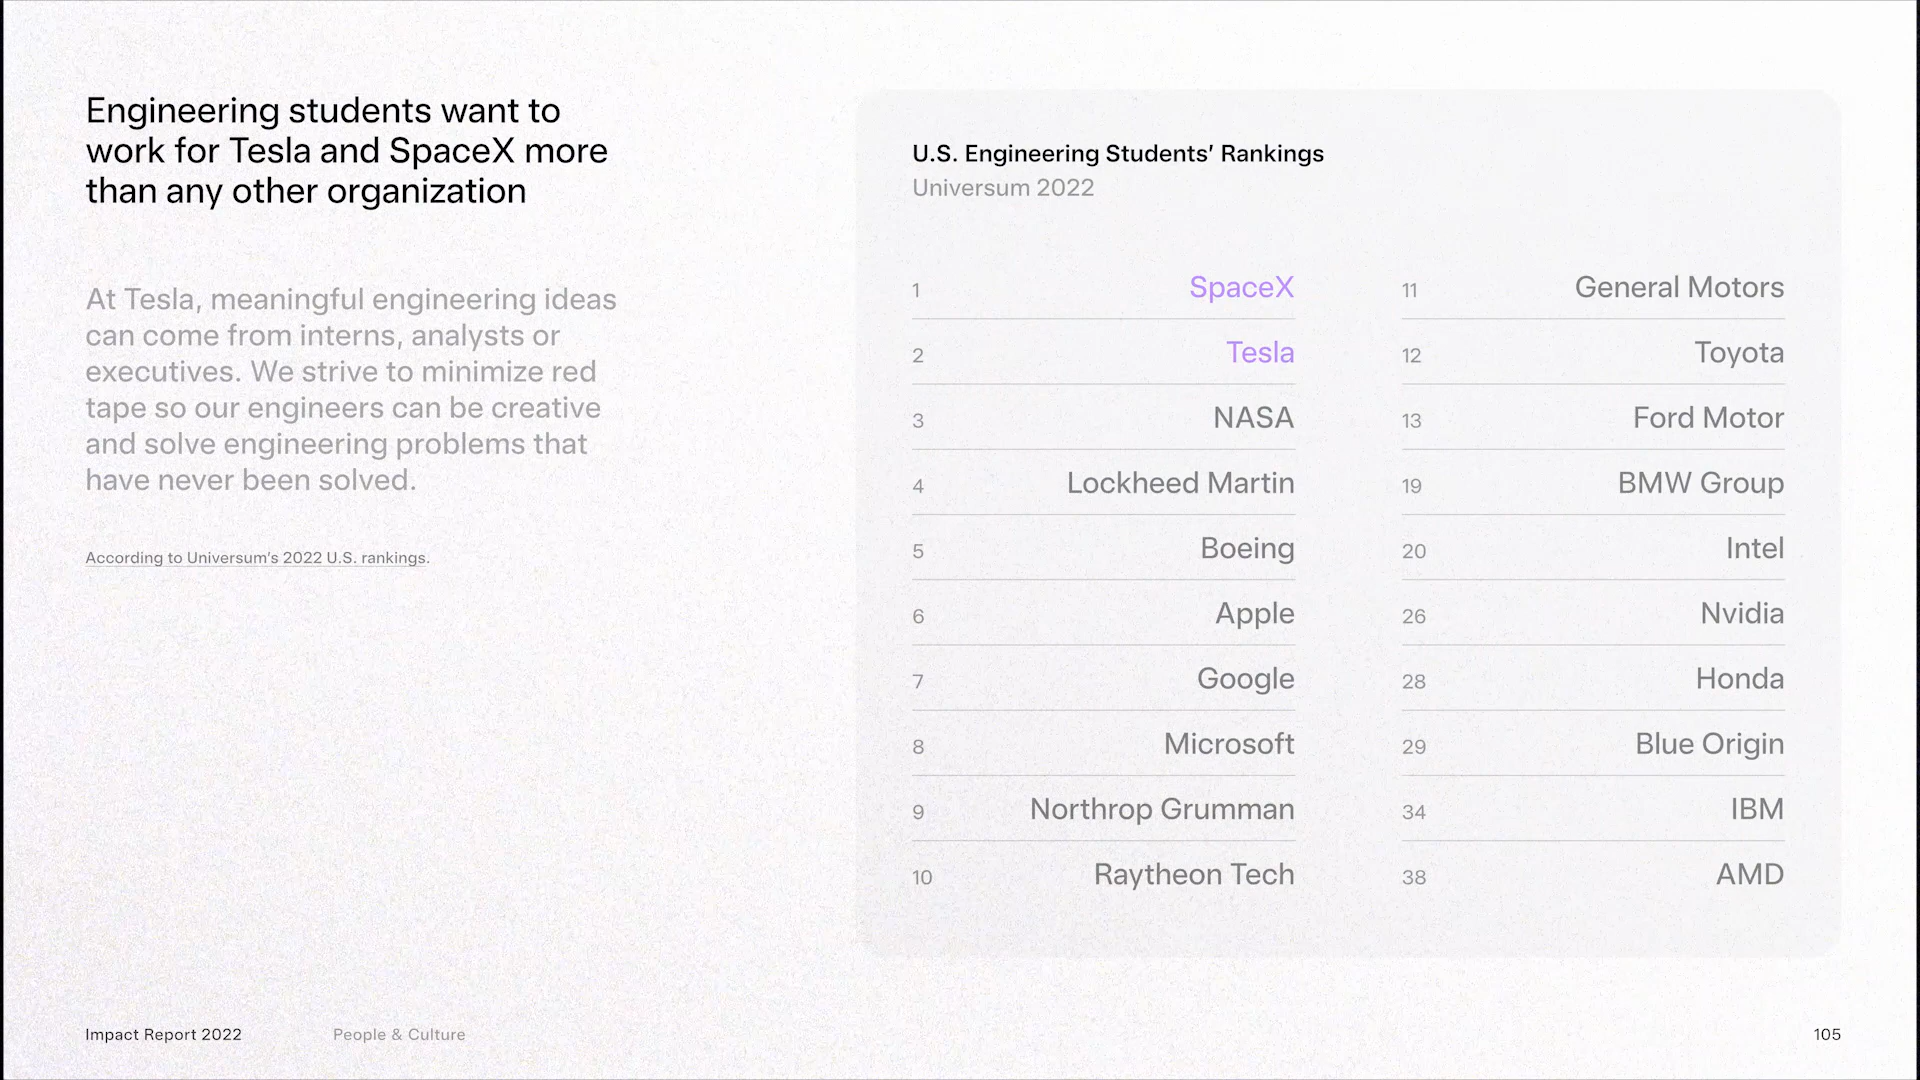 Engineering students want to
work for Tesla and SpaceX more
than any other organization
At Tesla, meaningful engineering ideas
can come from interns, analysts or
executives. We strive to minimize red
tape so our engineers can be creative
and solve engineering problems that
have never been solved.
According to Universum's 2022 U.S. rankings.
U.S. Engineering Students' Rankings
Universum 2022
1 SpaceX
2 Tesla
3 NASA
4 Lockheed Martin
5 Boeing
6 Apple
7 Google
8 Microsoft
9 Northrop Grumman
10 Raytheon Tech
11 General Motors
12 Toyota
13 Ford Motor
19 BMW Group
20 Intel
26 Nvidia
28 Honda
29 Blue Origin
34 IBM
38 AMD
Impact Report 2022 People & Culture 105